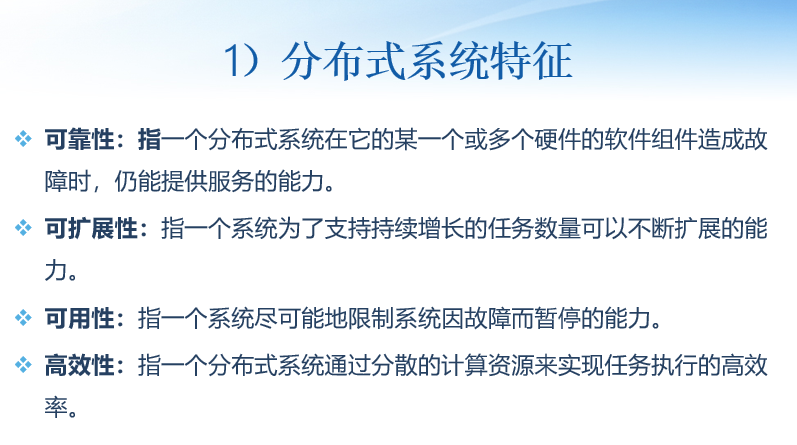 1）分布式系统特征
可靠性：指一个分布式系统在它的某一个或多个硬件的软件组件造成故
障时，仍能提供服务的能力。
可扩展性：指一个系统为了支持持续增长的任务数量可以不断扩展的能
力。
可用性：指一个系统尽可能地限制系统因故障而暂停的能力。
高效性：指一个分布式系统通过分散的计算资源来实现任务执行的高效
率。